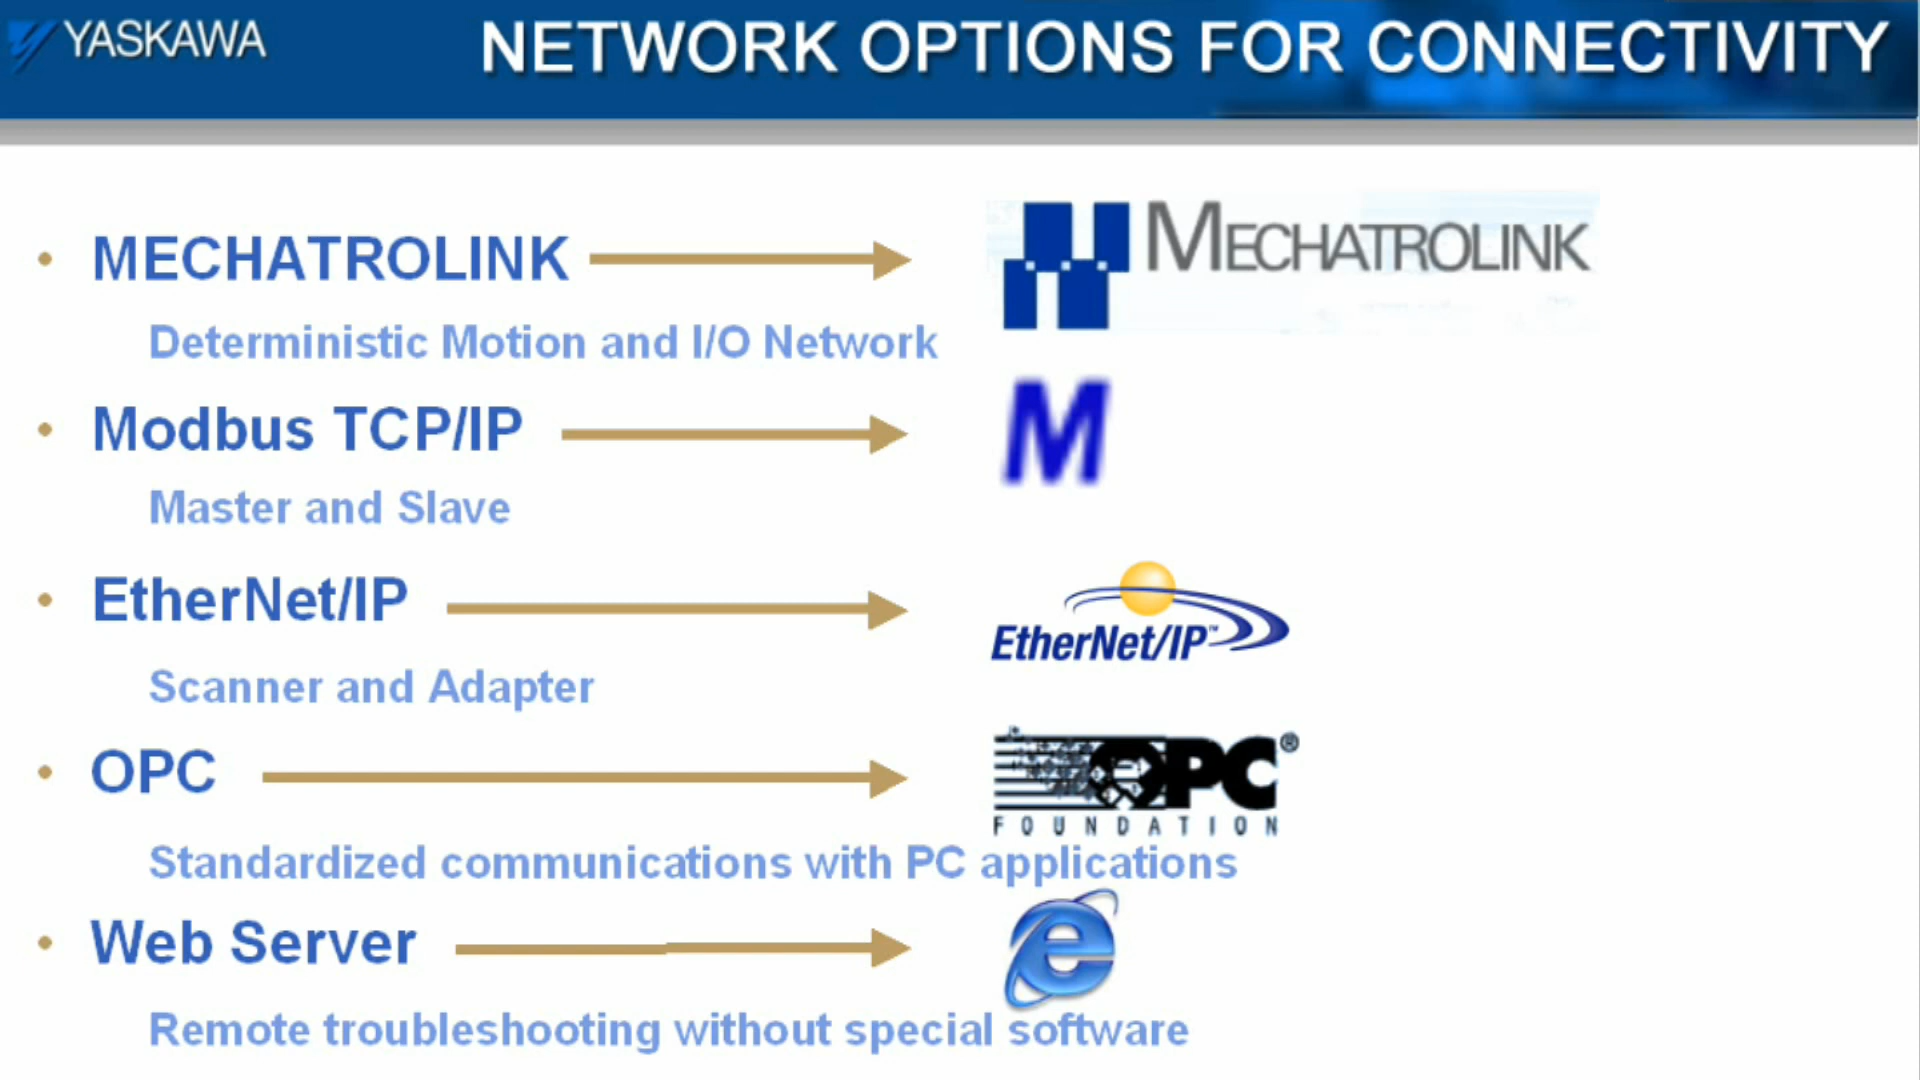 YASKAWA
NETWORK OPTIONS FOR CONNECTIVITY
• MECHATROLINK
MECHATROLINK
Deterministic Motion and I/O Network
• Modbus TCP/IP
M
Master and Slave
• EtherNet/IP
EtherNet/IP™
Scanner and Adapter
• OPC
OPC®
FOUNDATION
Standardized communications with PC applications
• Web Server
Remote troubleshooting without special software